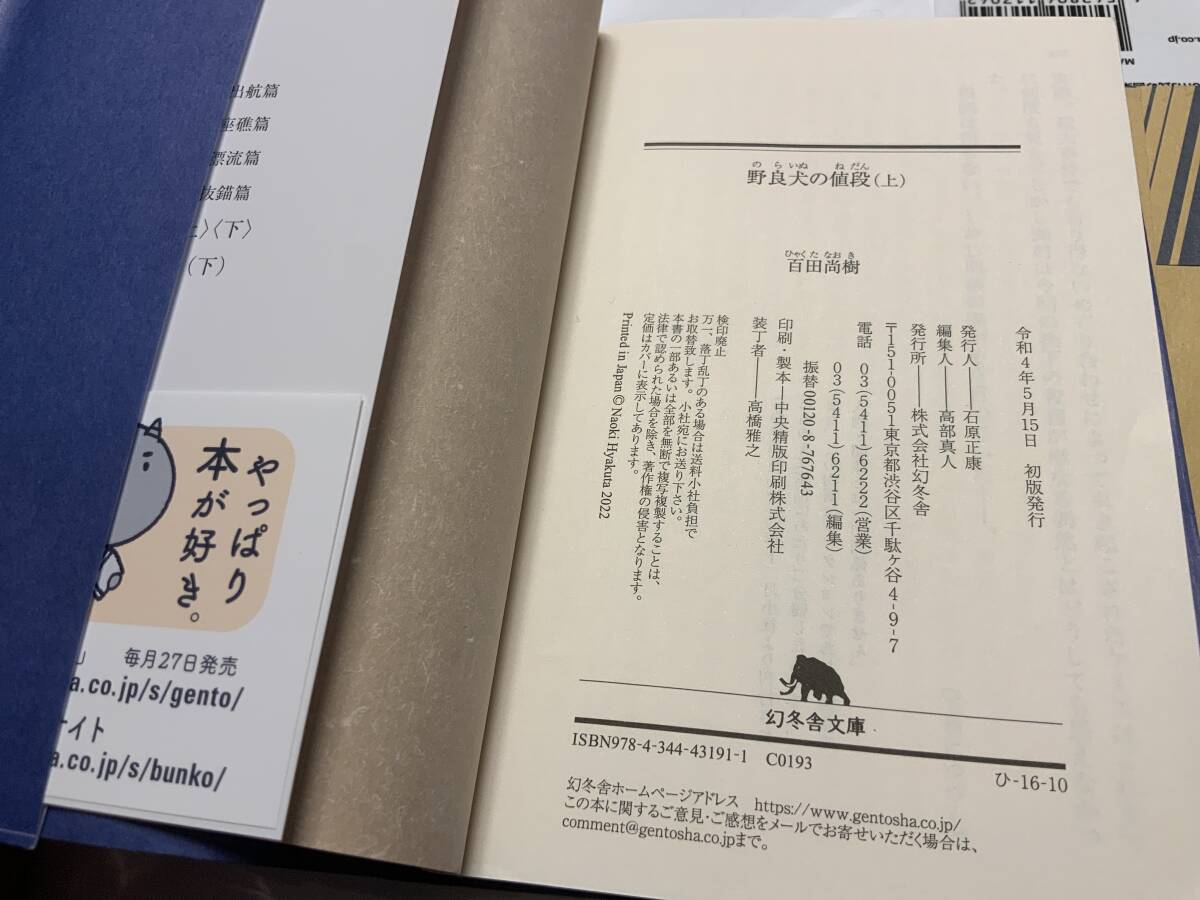 出航篇
座礁篇
漂流篇
抜錨篇
〉〈下〉
(下)
やっぱり
本が好き。
毎月27日発売
a.co.jp/s/gento/
サイト
a.co.jp/s/bunko/
のらいぬ ねだん
野良犬の値段(上)
ひゃくたなおき
百田尚樹
令和4年5月15日 初版発行
発行人――石原正康
編集人――高部真人
発行所――株式会社幻冬舎
〒151-0051東京都渋谷区千駄ヶ谷4-9-7
電話 03(5411)6222(営業)
03(5411)6211(編集)
振替00120-8-767643
印刷・製本―中央精版印刷株式会社
装丁者――高橋雅之
検印廃止
万一、落丁乱丁のある場合は送料小社負担で
お取替致します。小社宛にお送り下さい。
本書の一部あるいは全部を無断で複写複製することは、
法律で認められた場合を除き、著作権の侵害となります。
定価はカバーに表示してあります。
Printed in Japan © Naoki Hyakuta 2022
幻冬舎文庫
ISBN978-4-344-43191-1 C0193
ひ-16-10
幻冬舎ホームページアドレス https://www.gentosha.co.jp/
この本に関するご意見・ご感想をメールでお寄せいただく場合は、
comment@gentosha.co.jpまで。